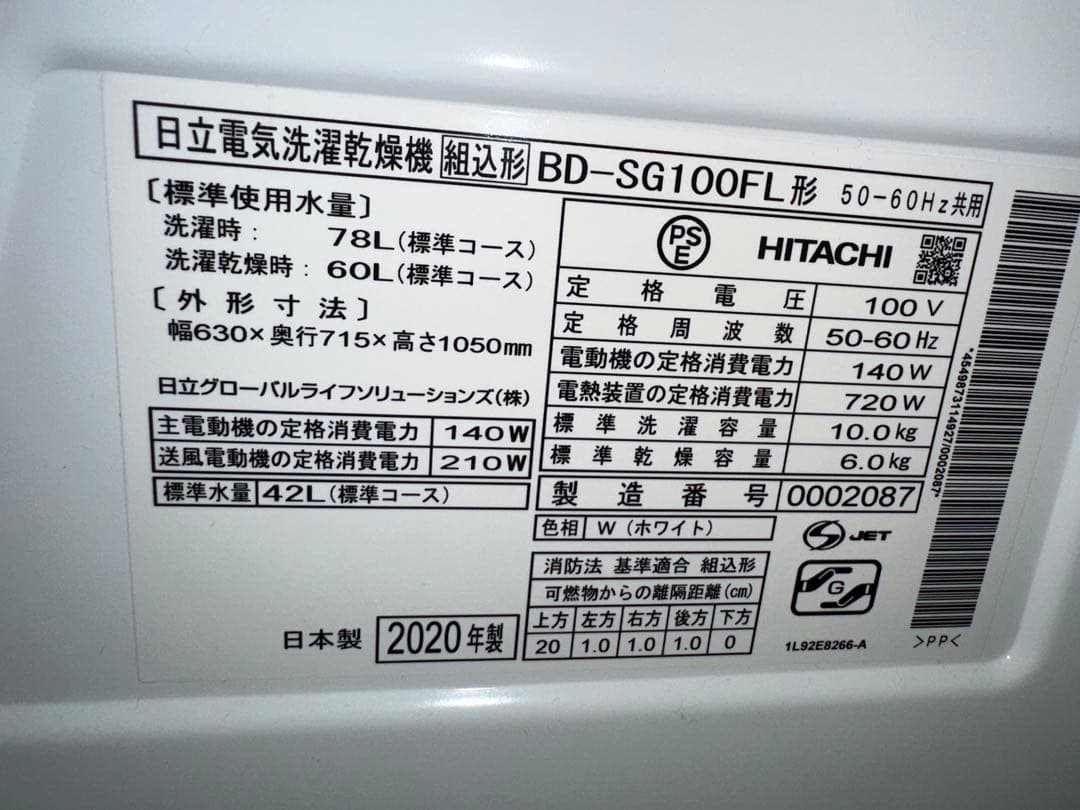 日立電気洗濯乾燥機 組込形 BD-SG100FL形 50-60Hz共用
〔標準使用水量〕
洗濯時: 78L(標準コース)
洗濯乾燥時: 60L(標準コース)
〔外形寸法〕
幅630×奥行715×高さ1050mm
日立グローバルライフソリューションズ(株)
主電動機の定格消費電力 140W
送風電動機の定格消費電力 210W
標準水量 42L(標準コース)
日本製 2020年製
PSE HITACHI
定格電圧 100V
定格周波数 50-60Hz
電動機の定格消費電力 140W
電熱装置の定格消費電力 720W
標準洗濯容量 10.0kg
標準乾燥容量 6.0kg
製造番号 0002087
色相 W(ホワイト)
S JET
消防法 基準適合 組込形
可燃物からの離隔距離(cm)
上方 左方 右方 後方 下方
20 1.0 1.0 1.0 0
G
1L92E8266-A
>PP<
*4549873114927/0002087*